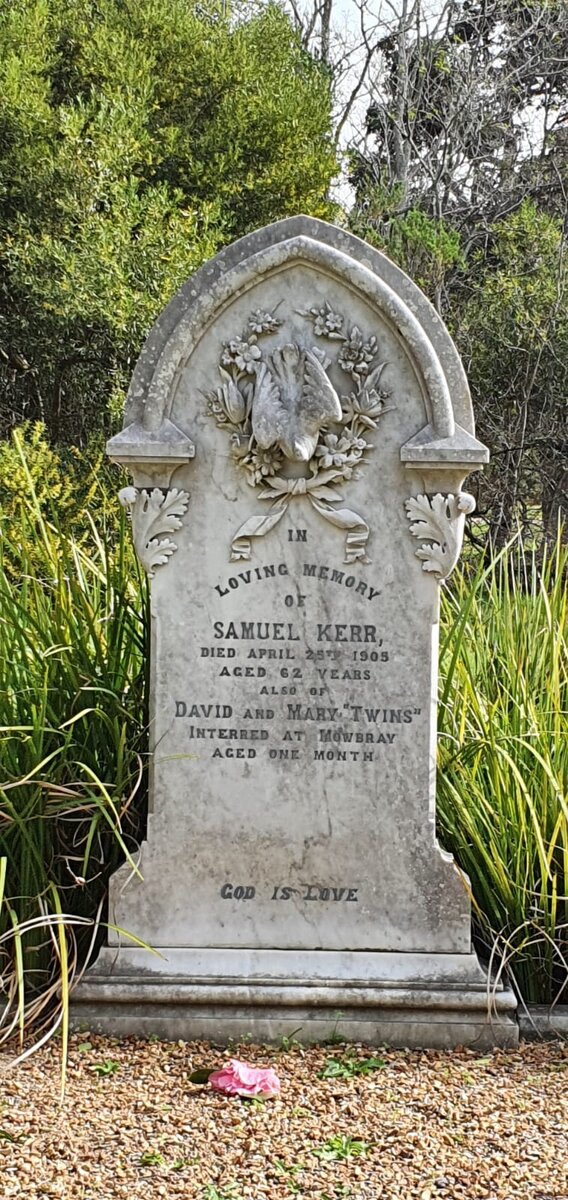 IN
LOVING MEMORY
OF
SAMUEL KERR,
DIED APRIL 25TH 1905
AGED 62 YEARS
ALSO OF
DAVID AND MARY "TWINS"
INTERRED AT MOWBRAY
AGED ONE MONTH
GOD IS LOVE